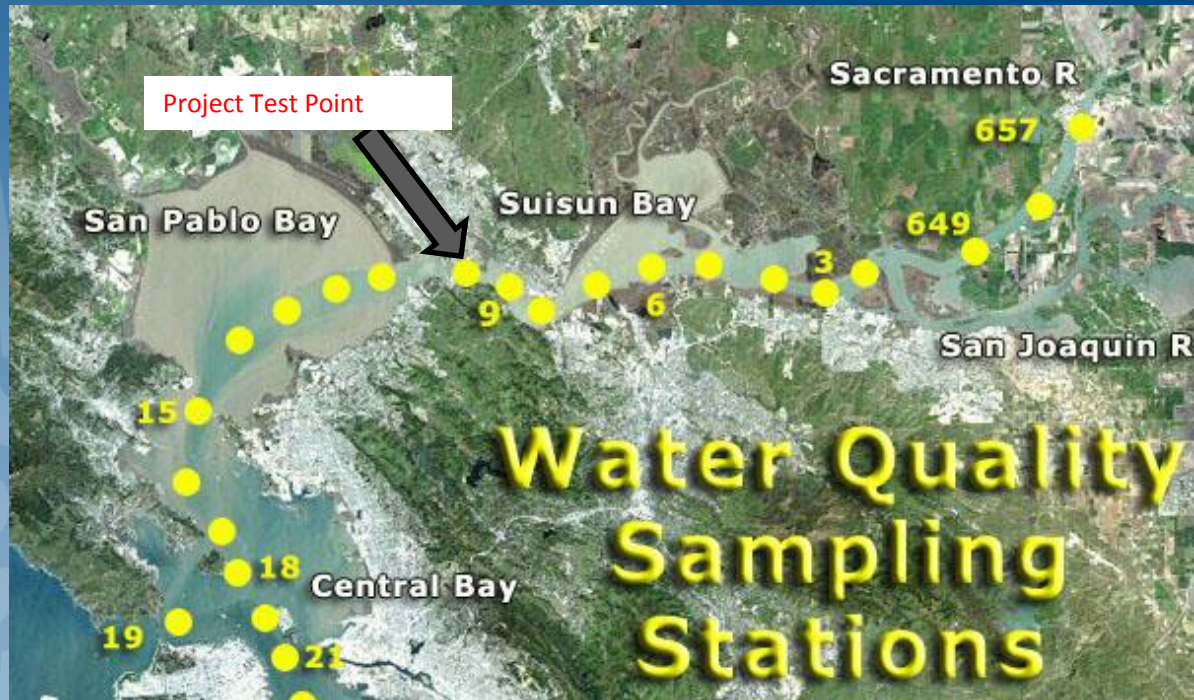 Sacramento R
Project Test Point
657
San Pablo Bay
Suisun Bay
649
3
9
6
San Joaquin R
15
Water Quality
Sampling
Stations
18
Central Bay
19
21